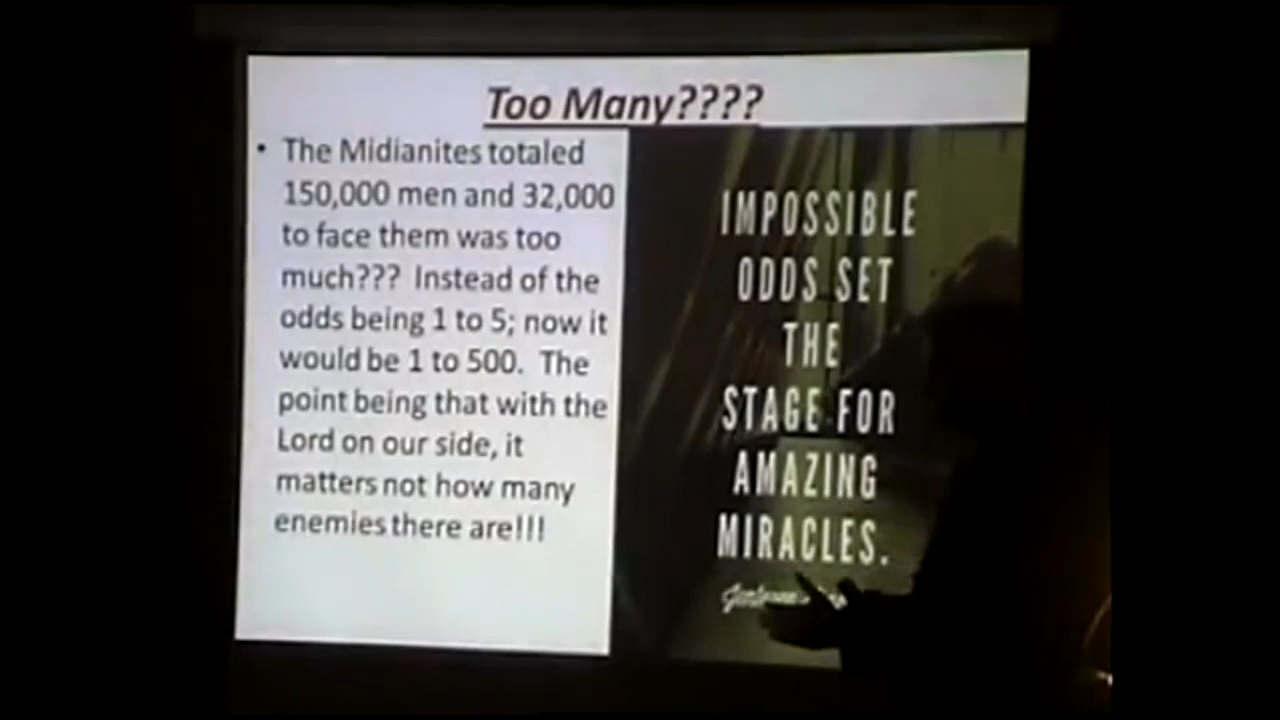 Too Many????
• The Midianites totaled
150,000 men and 32,000
to face them was too
much??? Instead of the
odds being 1 to 5; now it
would be 1 to 500. The
point being that with the
Lord on our side, it
matters not how many
enemies there are!!!
IMPOSSIBLE
ODDS SET
THE
STAGE FOR
AMAZING
MIRACLES.